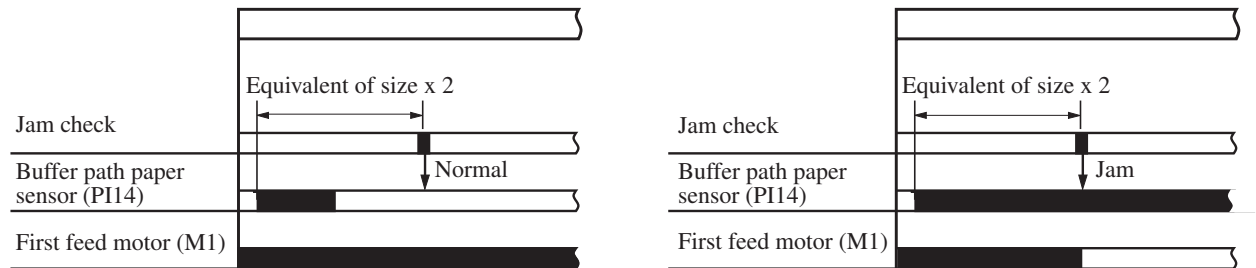 Equivalent of size x 2
Jam check
Normal
Buffer path paper
sensor (PI14)
First feed motor (M1)
Equivalent of size x 2
Jam check
Jam
Buffer path paper
sensor (PI14)
First feed motor (M1)